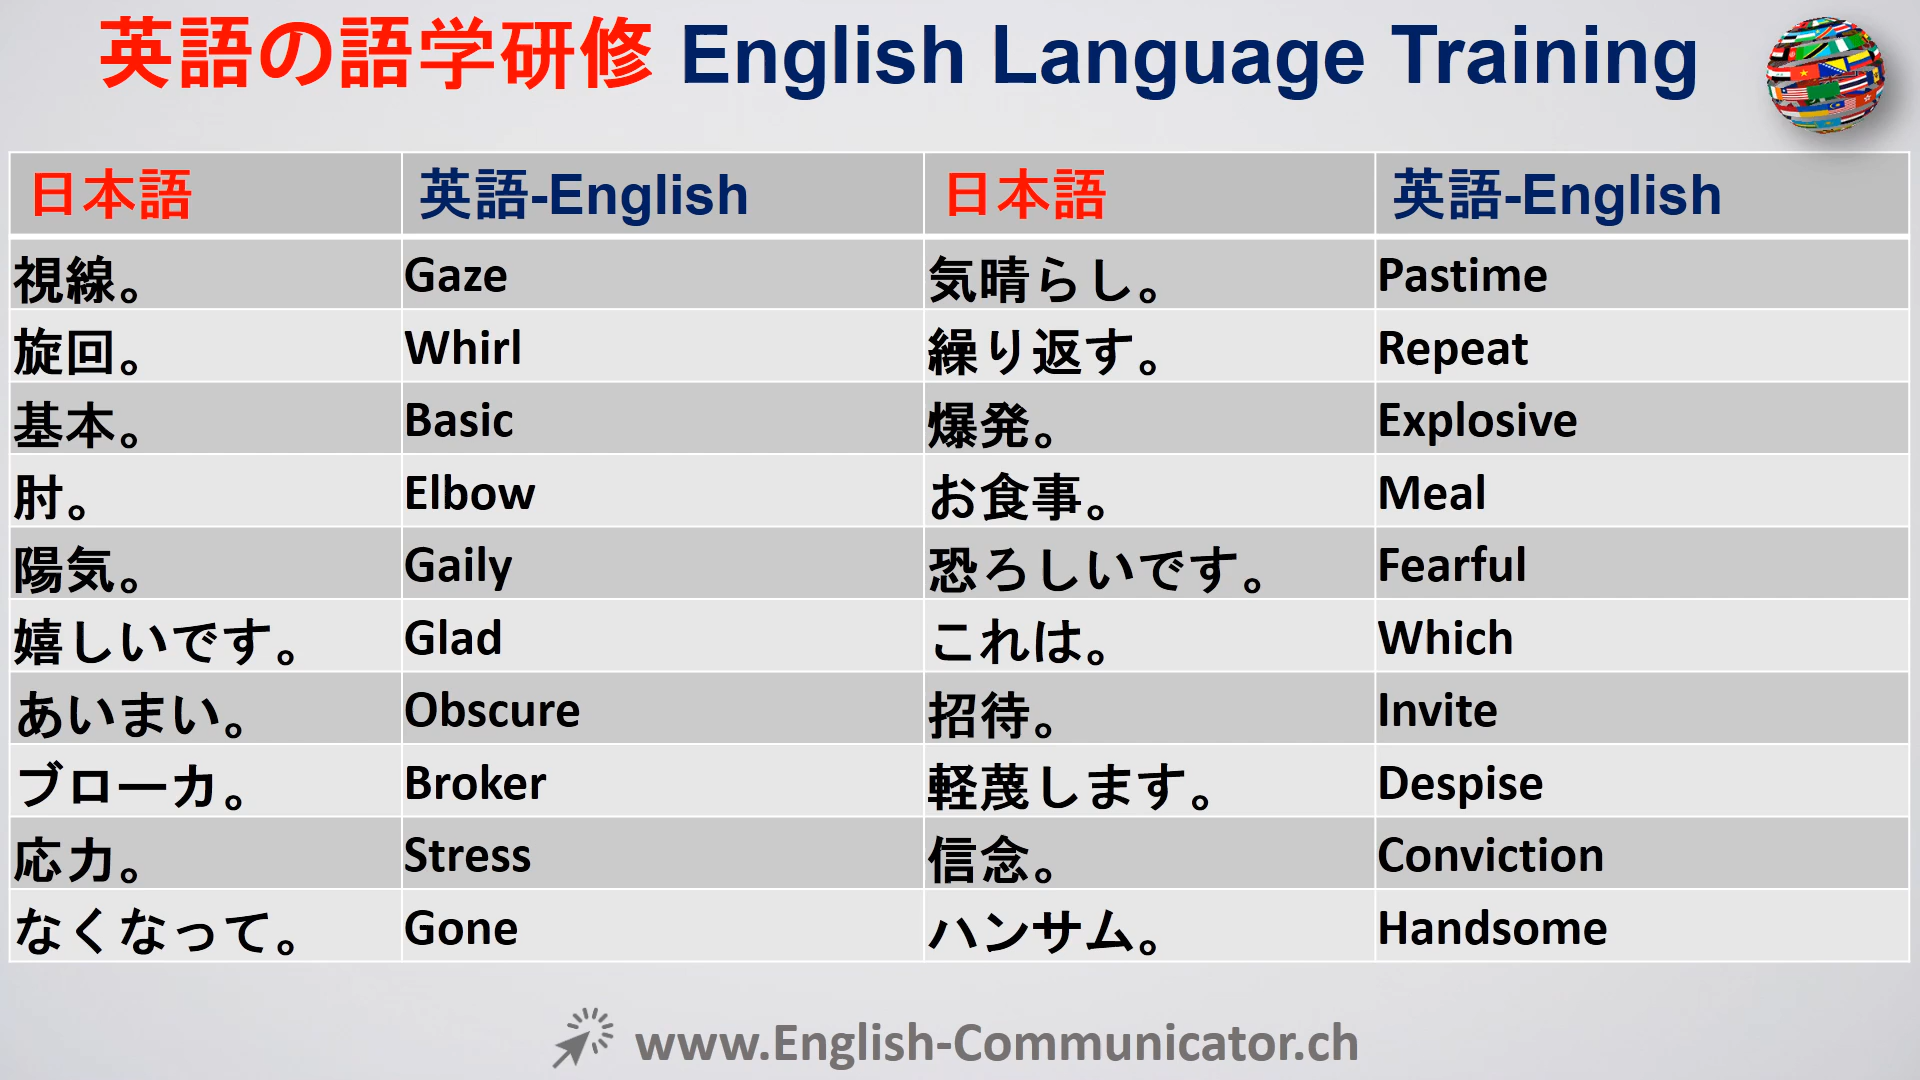 英語の語学研修 English Language Training
日本語 英語-English 日本語 英語-English
視線。 Gaze 気晴らし。 Pastime
旋回。 Whirl 繰り返す。 Repeat
基本。 Basic 爆発。 Explosive
肘。 Elbow お食事。 Meal
陽気。 Gaily 恐ろしいです。 Fearful
嬉しいです。 Glad これは。 Which
あいまい。 Obscure 招待。 Invite
ブローカ。 Broker 軽蔑します。 Despise
応力。 Stress 信念。 Conviction
なくなって。 Gone ハンサム。 Handsome
www.English-Communicator.ch